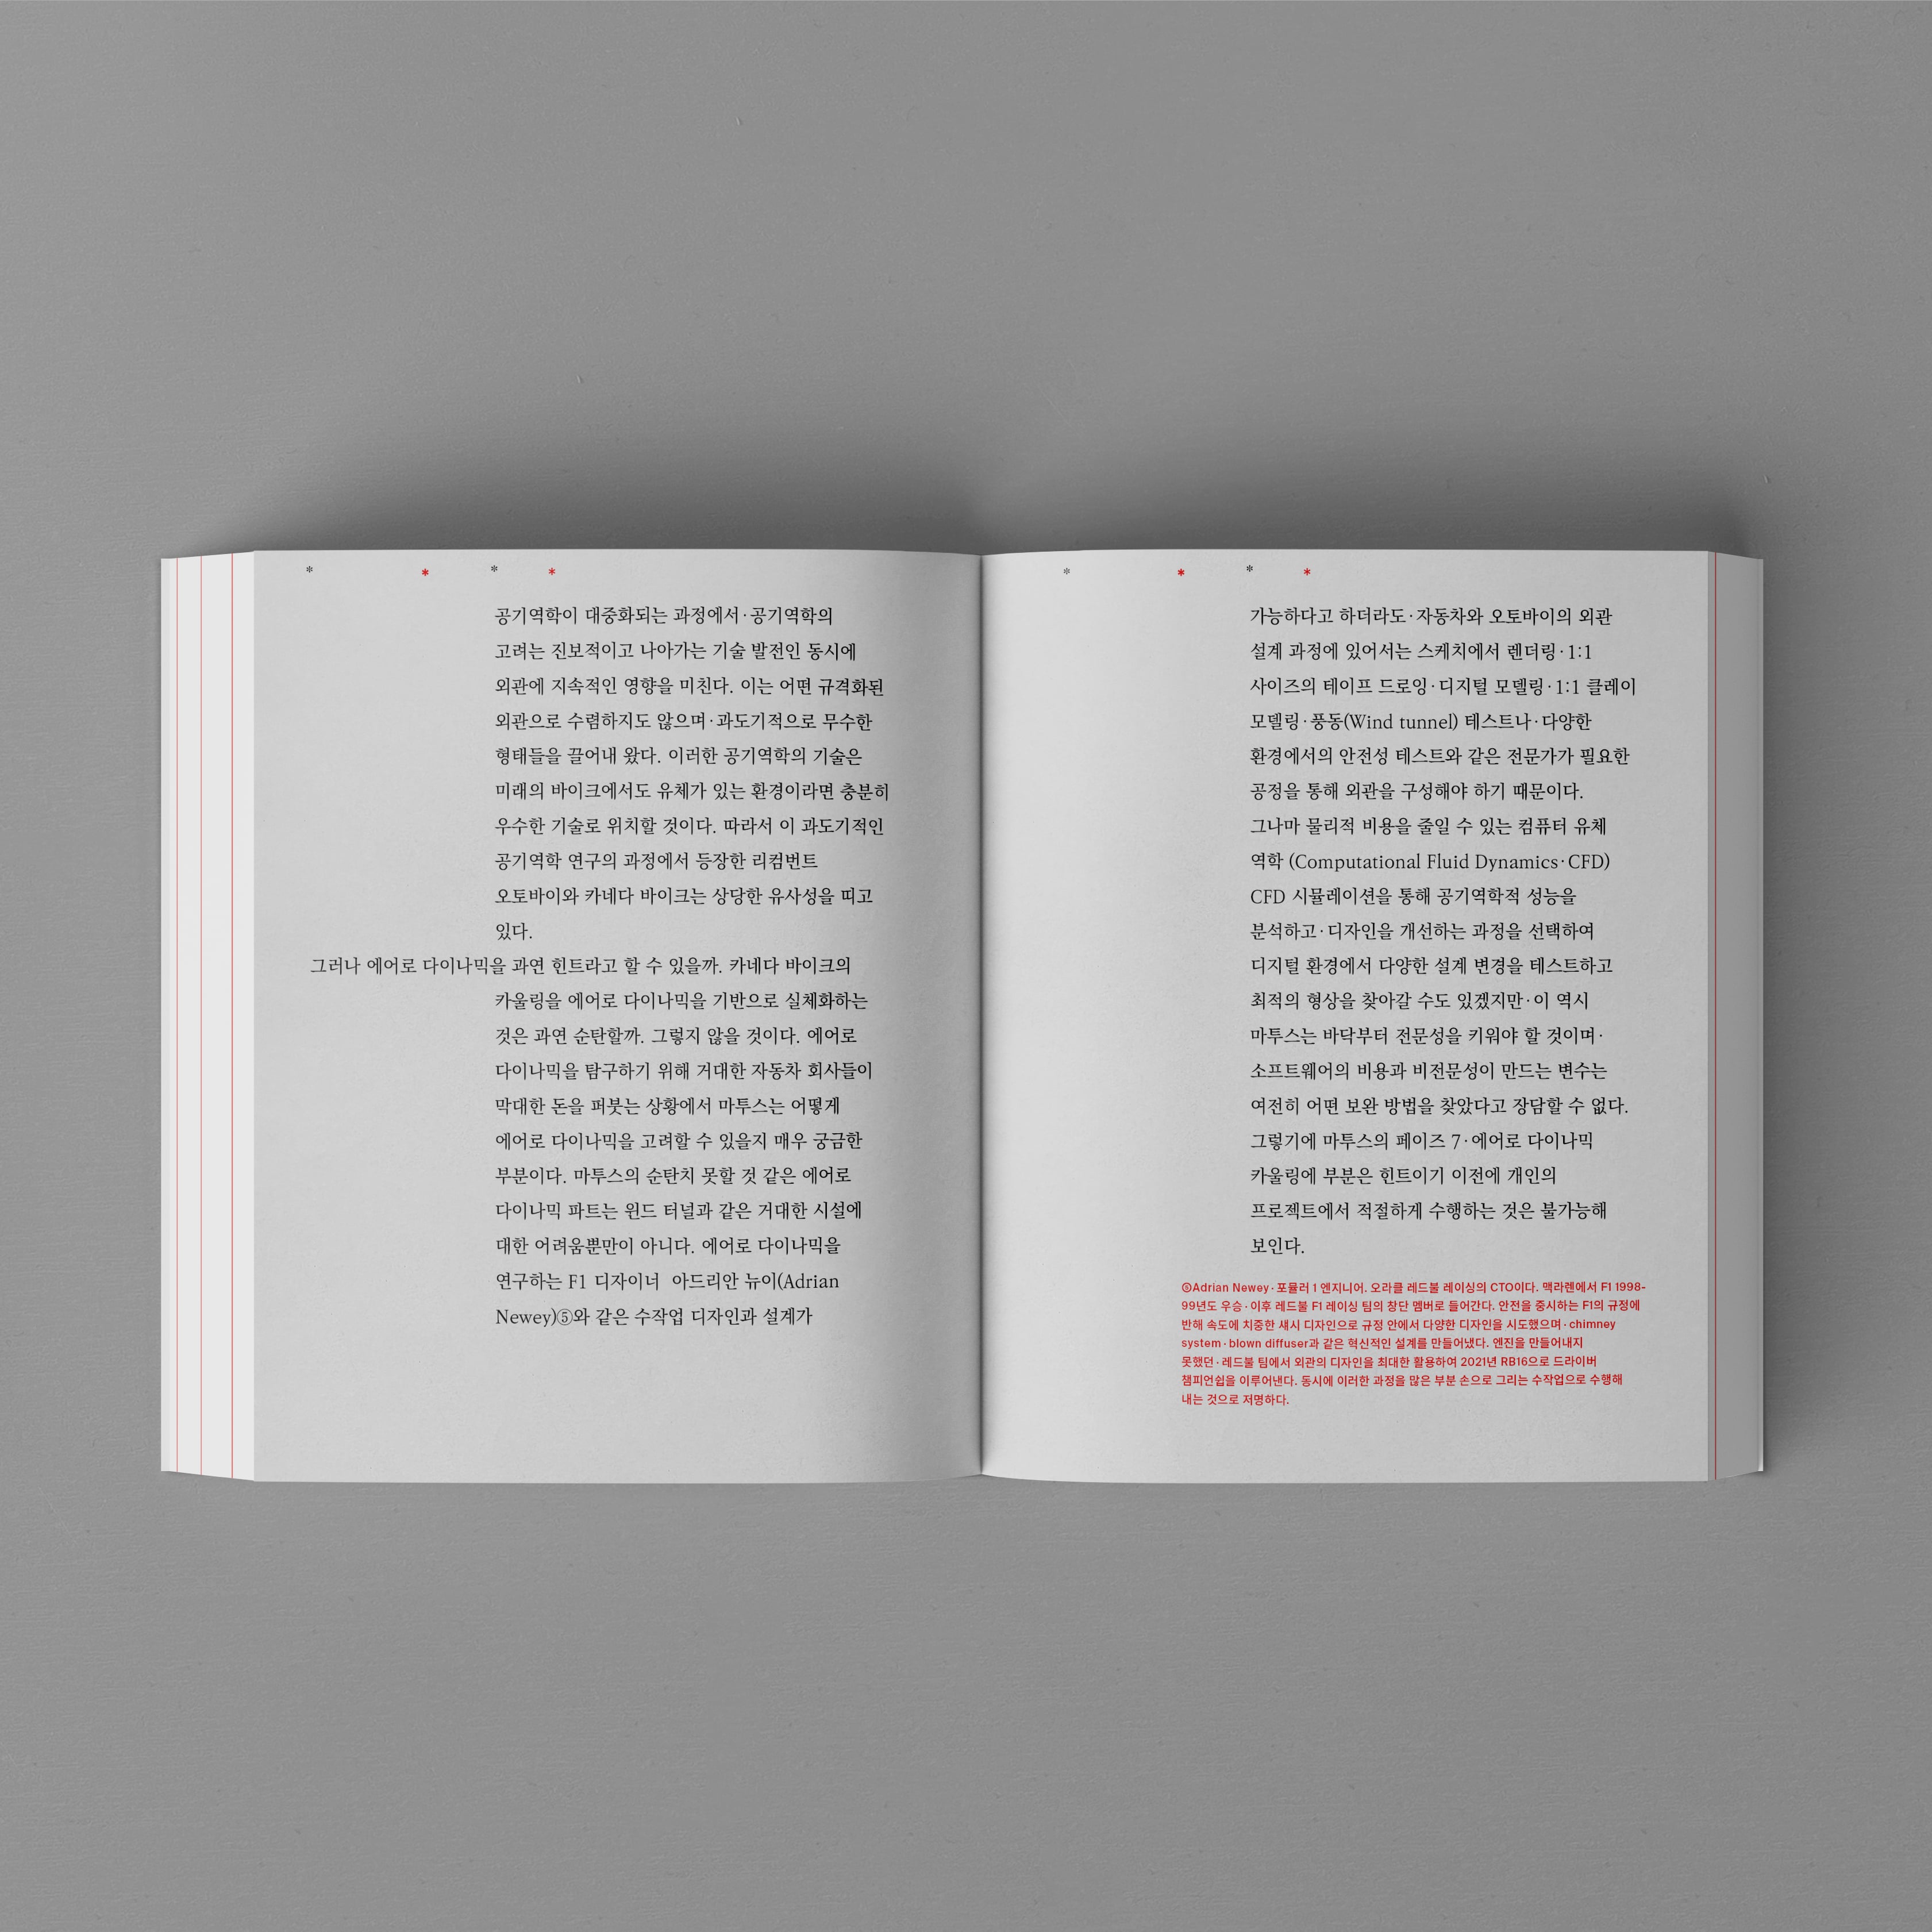 * * * *
공기역학이 대중화되는 과정에서·공기역학의
고려는 진보적이고 나아가는 기술 발전인 동시에
외관에 지속적인 영향을 미친다. 이는 어떤 규격화된
외관으로 수렴하지도 않으며·과도기적으로 무수한
형태들을 끌어내 왔다. 이러한 공기역학의 기술은
미래의 바이크에서도 유체가 있는 환경이라면 충분히
우수한 기술로 위치할 것이다. 따라서 이 과도기적인
공기역학 연구의 과정에서 등장한 리컴번트
오토바이와 카네다 바이크는 상당한 유사성을 띠고
있다.
그러나 에어로 다이나믹을 과연 힌트라고 할 수 있을까. 카네다 바이크의
카울링을 에어로 다이나믹을 기반으로 실체화하는
것은 과연 순탄할까. 그렇지 않을 것이다. 에어로
다이나믹을 탐구하기 위해 거대한 자동차 회사들이
막대한 돈을 퍼붓는 상황에서 마투스는 어떻게
에어로 다이나믹을 고려할 수 있을지 매우 궁금한
부분이다. 마투스의 순탄치 못할 것 같은 에어로
다이나믹 파트는 윈드 터널과 같은 거대한 시설에
대한 어려움뿐만이 아니다. 에어로 다이나믹을
연구하는 F1 디자이너 아드리안 뉴이(Adrian
Newey)⑤와 같은 수작업 디자인과 설계가
* * * *
가능하다고 하더라도·자동차와 오토바이의 외관
설계 과정에 있어서는 스케치에서 렌더링·1:1
사이즈의 테이프 드로잉·디지털 모델링·1:1 클레이
모델링·풍동(Wind tunnel) 테스트나·다양한
환경에서의 안전성 테스트와 같은 전문가가 필요한
공정을 통해 외관을 구성해야 하기 때문이다.
그나마 물리적 비용을 줄일 수 있는 컴퓨터 유체
역학 (Computational Fluid Dynamics·CFD)
CFD 시뮬레이션을 통해 공기역학적 성능을
분석하고·디자인을 개선하는 과정을 선택하여
디지털 환경에서 다양한 설계 변경을 테스트하고
최적의 형상을 찾아갈 수도 있겠지만·이 역시
마투스는 바닥부터 전문성을 키워야 할 것이며·
소프트웨어의 비용과 비전문성이 만드는 변수는
여전히 어떤 보완 방법을 찾았다고 장담할 수 없다.
그렇기에 마투스의 페이즈 7·에어로 다이나믹
카울링에 부분은 힌트이기 이전에 개인의
프로젝트에서 적절하게 수행하는 것은 불가능해
보인다.
⑤Adrian Newey·포뮬러 1 엔지니어. 오라클 레드불 레이싱의 CTO이다. 맥라렌에서 F1 1998-
99년도 우승·이후 레드불 F1 레이싱 팀의 창단 멤버로 들어간다. 안전을 중시하는 F1의 규정에
반해 속도에 치중한 섀시 디자인으로 규정 안에서 다양한 디자인을 시도했으며·chimney
system·blown diffuser과 같은 혁신적인 설계를 만들어냈다. 엔진을 만들어내지
못했던·레드불 팀에서 외관의 디자인을 최대한 활용하여 2021년 RB16으로 드라이버
챔피언쉽을 이루어낸다. 동시에 이러한 과정을 많은 부분 손으로 그리는 수작업으로 수행해
내는 것으로 저명하다.